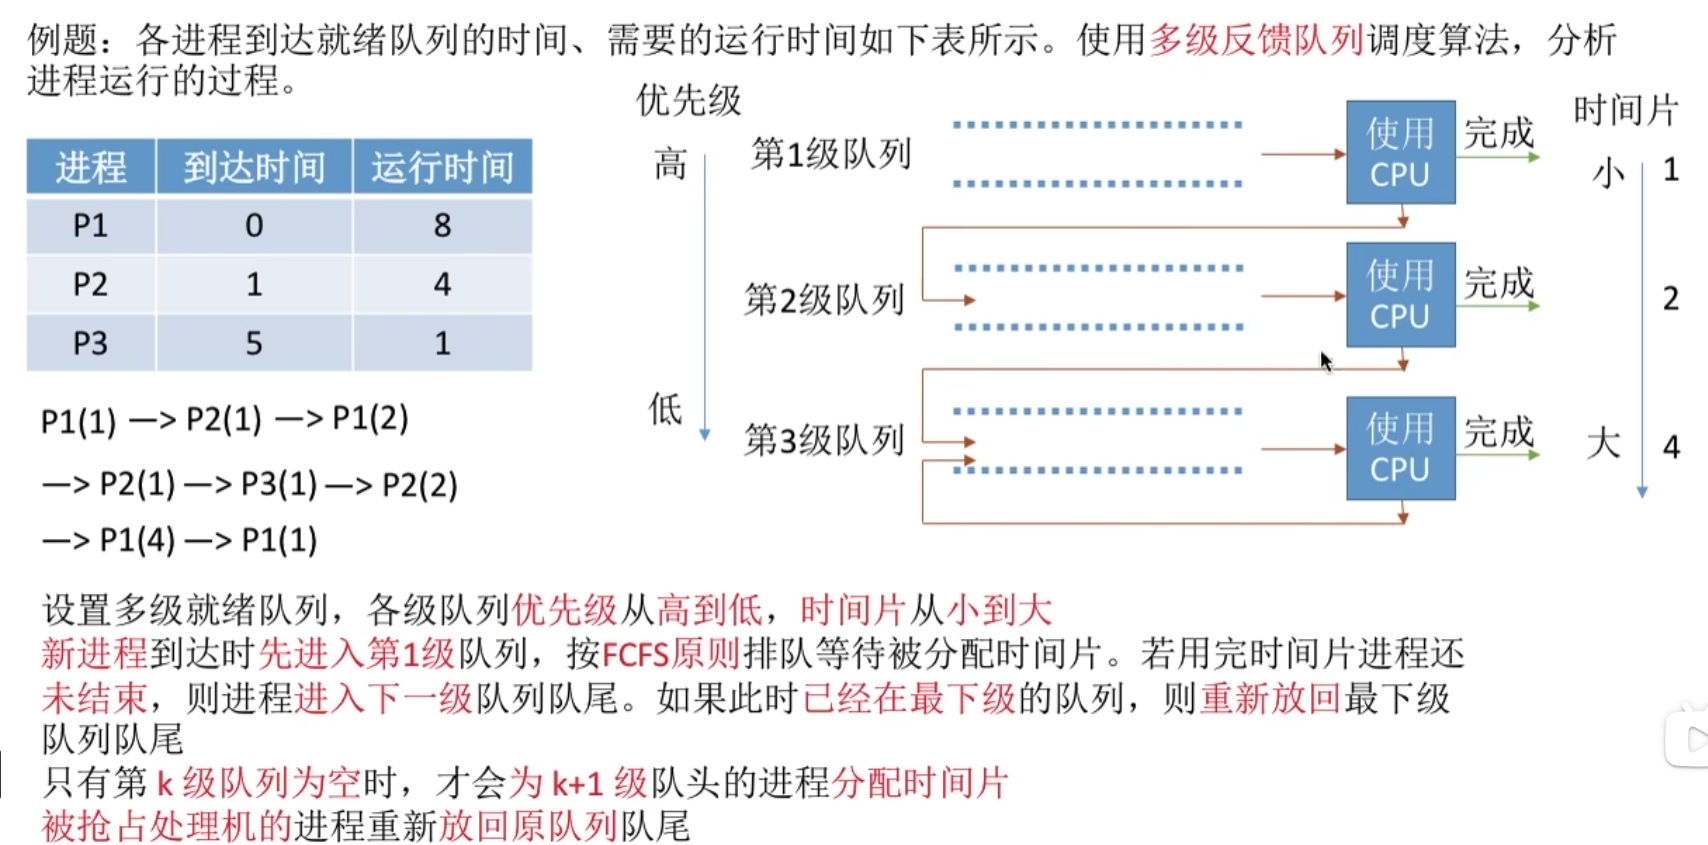 例题：各进程到达就绪队列的时间、需要的运行时间如下表所示。使用多级反馈队列调度算法，分析
进程运行的过程。
进程 到达时间 运行时间
P1 0 8
P2 1 4
P3 5 1
P1(1) —> P2(1) —> P1(2)
—> P2(1) —> P3(1) —> P2(2)
—> P1(4) —> P1(1)
优先级
高
低
第1级队列
使用
CPU
完成
第2级队列
使用
CPU
完成
第3级队列
使用
CPU
完成
时间片
小 1
2
大 4
设置多级就绪队列，各级队列优先级从高到低，时间片从小到大
新进程到达时先进入第1级队列，按FCFS原则排队等待被分配时间片。若用完时间片进程还
未结束，则进程进入下一级队列队尾。如果此时已经在最下级的队列，则重新放回最下级
队列队尾
只有第 k 级队列为空时，才会为 k+1 级队头的进程分配时间片
被抢占处理机的进程重新放回原队列队尾